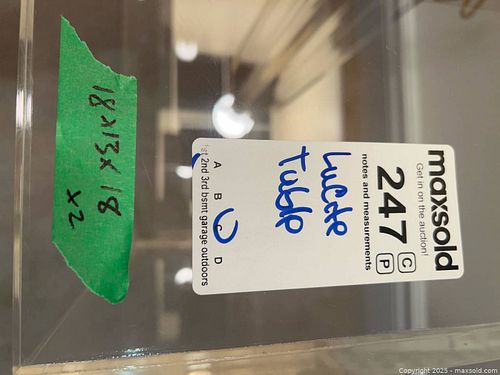 2x
18x13x18
maxsold
Get in on the auction!
247 C P
notes and measurements
Lucite
Table
A B C D
1st 2nd 3rd bsmt garage outdoors
Copyright 2025 - maxsold.com